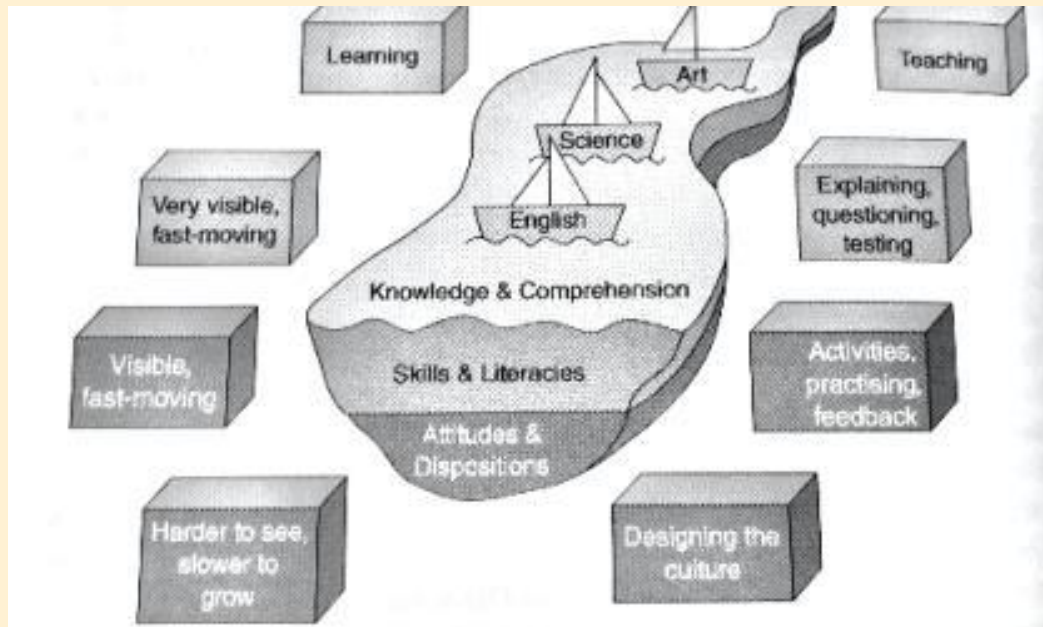 Learning
Art
Teaching
Science
Very visible,
fast-moving
English
Explaining,
questioning,
testing
Knowledge & Comprehension
Visible,
fast-moving
Skills & Literacies
Activities,
practising,
feedback
Attitudes &
Dispositions
Harder to see,
slower to
grow
Designing the
culture